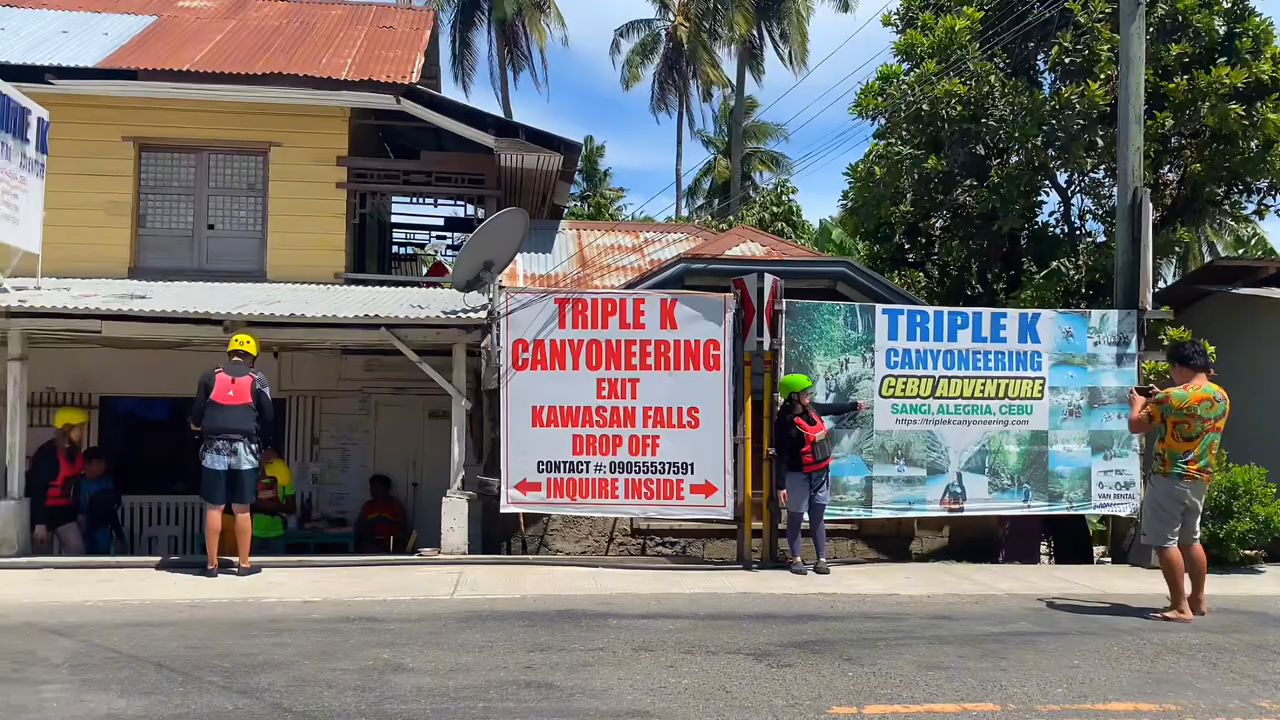 TRIPLE K
CANYONEERING
EXIT
KAWASAN FALLS
DROP OFF
CONTACT #: 09055537591
INQUIRE INSIDE
TRIPLE K
CANYONEERING
CEBU ADVENTURE
SANGI, ALEGRIA, CEBU
https://triplekcanyoneering.com
VAN RENTAL